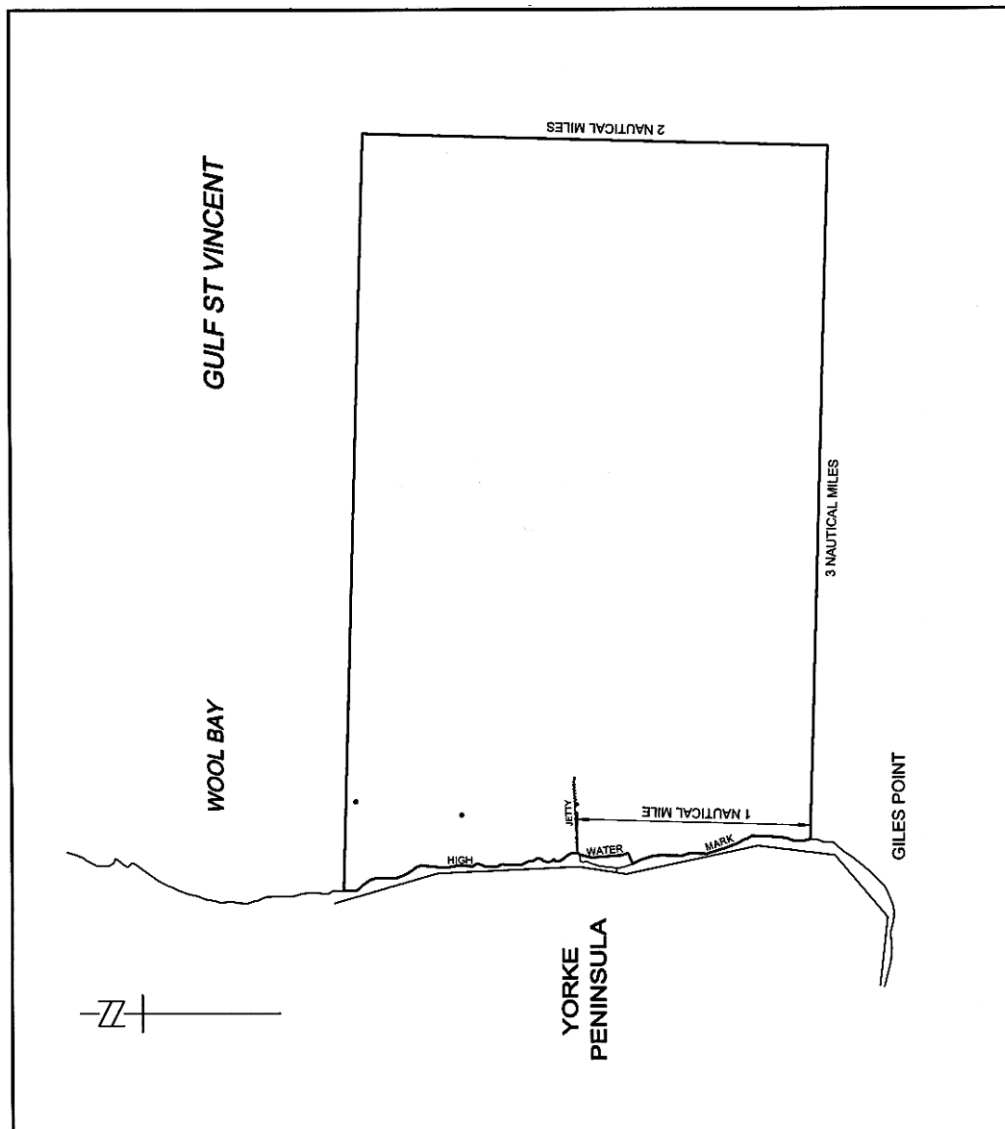 2 NAUTICAL MILES
GULF ST VINCENT
3 NAUTICAL MILES
WOOL BAY
JETTY
1 NAUTICAL MILE
GILES POINT
HIGH
WATER
MARK
YORKE
PENINSULA